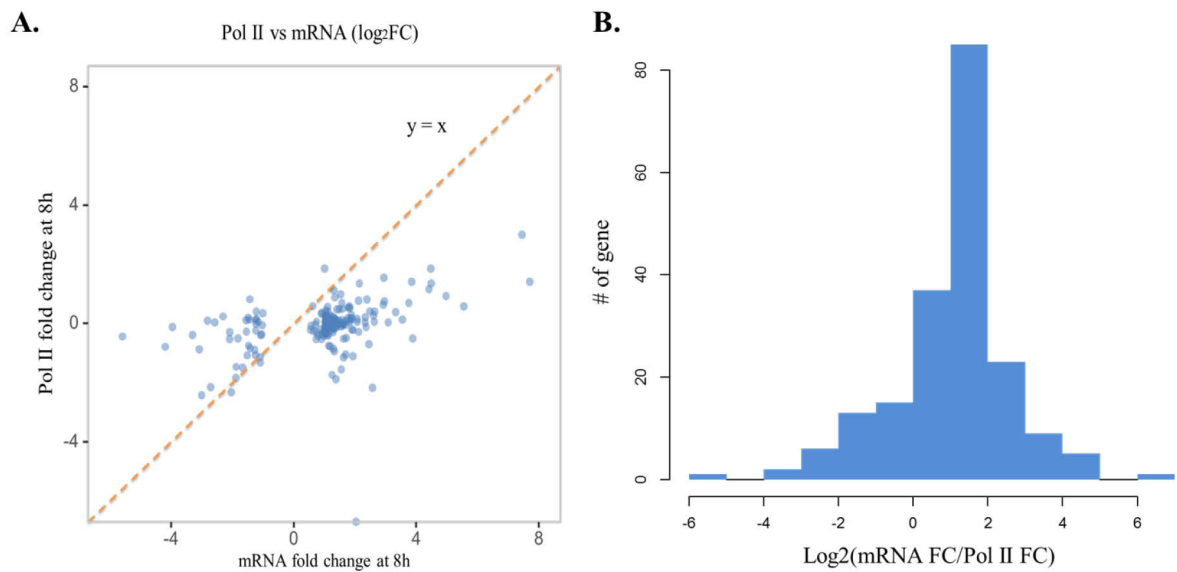 A.
Pol II vs mRNA (log₂FC)
8
y = x
4
0
-4
Pol II fold change at 8h
-4
0
4
8
mRNA fold change at 8h
B.
80
60
40
20
0
# of gene
-6
-4
-2
0
2
4
6
Log2(mRNA FC/Pol II FC)